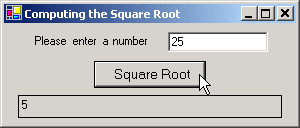 Computing the Square Root
Please enter a number 25
Square Root
5